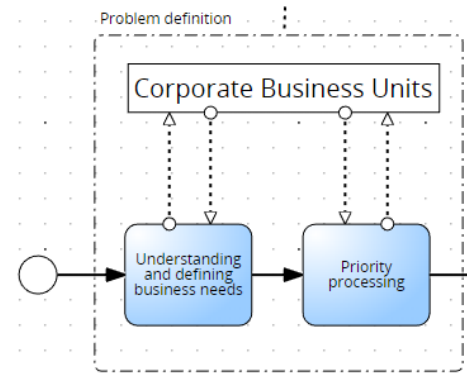 Problem definition
Corporate Business Units
Understanding
and defining
business needs
Priority
processing